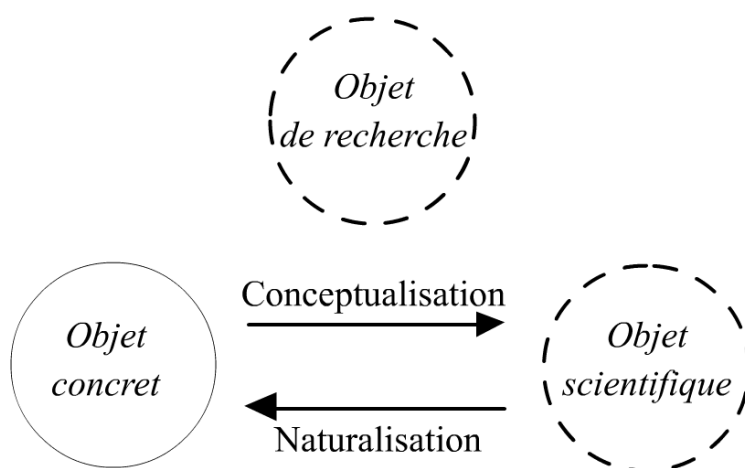 Objet
de recherche
Conceptualisation
Objet
concret
Objet
scientifique
Naturalisation